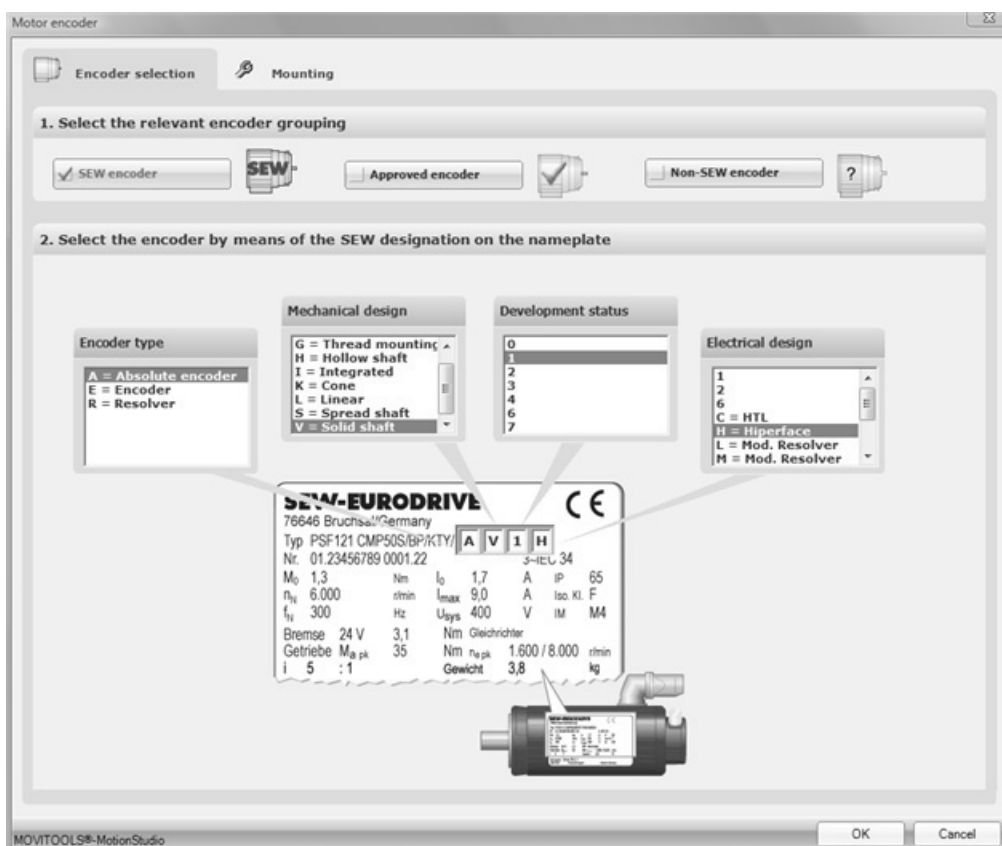 Motor encoder
Encoder selection
Mounting
1. Select the relevant encoder grouping
SEW encoder
SEW
Approved encoder
Non-SEW encoder
?
2. Select the encoder by means of the SEW designation on the nameplate
Encoder type
A = Absolute encoder
E = Encoder
R = Resolver
Mechanical design
G = Thread mounting
H = Hollow shaft
I = Integrated
K = Cone
L = Linear
S = Spread shaft
V = Solid shaft
Development status
0
1
2
3
4
6
7
Electrical design
1
2
6
C = HTL
H = Hiperface
L = Mod. Resolver
M = Mod. Resolver
SEW-EURODRIVE CE
76646 Bruchsal/Germany
Typ PSF121 CMP50S/BP/KTY/ A V 1 H
Nr. 01.23456789 0001.22 3~IEC 34
M0 1,3 Nm I0 1,7 A IP 65
nN 6.000 r/min Imax 9,0 A Iso. Kl. F
fN 300 Hz Usys 400 V IM M4
Bremse 24 V 3,1 Nm Gleichrichter
Getriebe Ma pk 35 Nm ne pk 1.600 / 8.000 r/min
i 5 :1 Gewicht 3,8 kg
SEW-EURODRIVE
MOVITOOLS®-MotionStudio
OK
Cancel